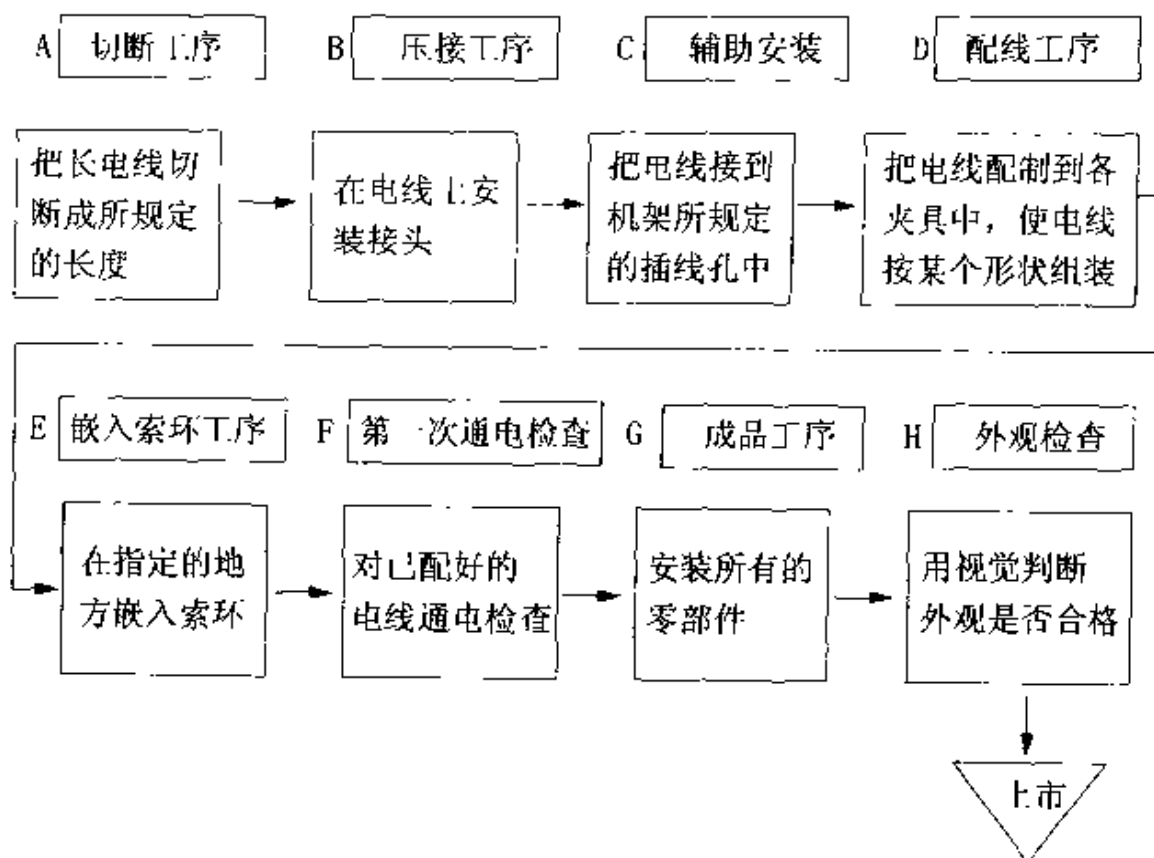 A 切断工序 B 压接工序 C 辅助安装 D 配线工序
把长电线切
断成所规定
的长度
在电线上安
装接头
把电线接到
机架所规定
的插线孔中
把电线配制到各
夹具中，使电线
按某个形状组装
E 嵌入索环工序 F 第一次通电检查 G 成品工序 H 外观检查
在指定的地
方嵌入索环
对已配好的
电线通电检查
安装所有的
零部件
用视觉判断
外观是否合格
上市